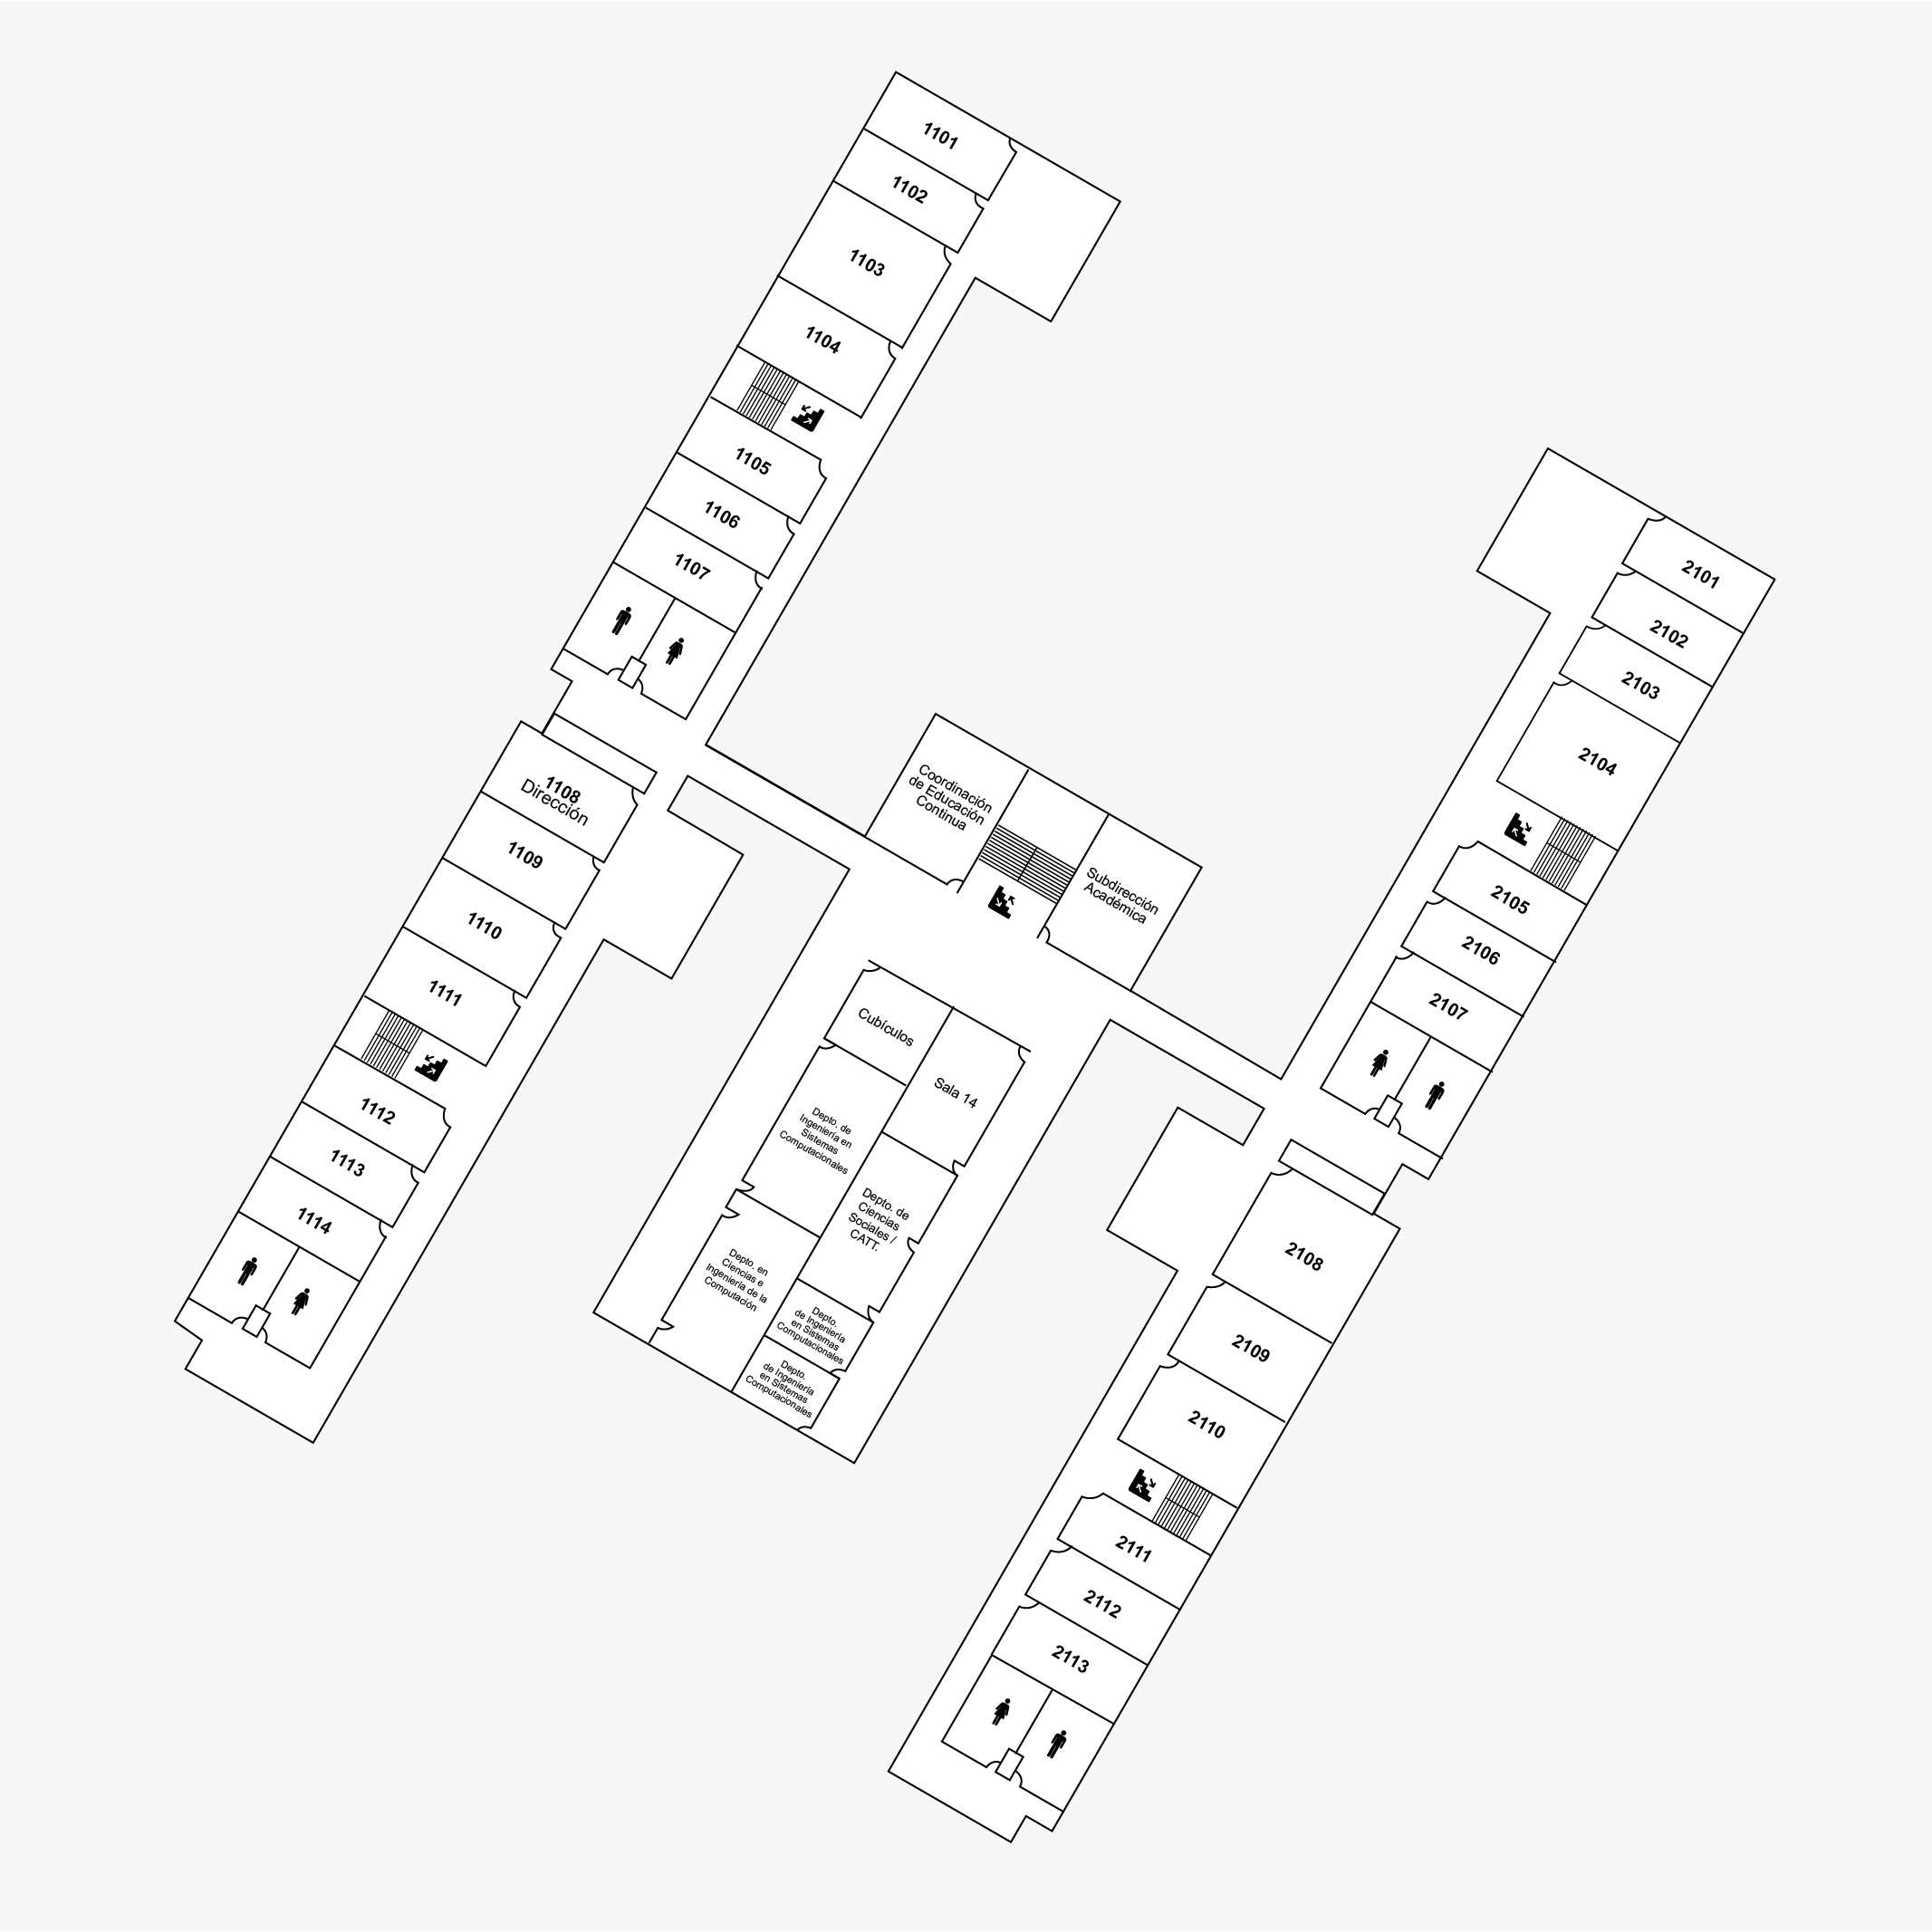 1101
1102
1103
1104
1105
1106
1107
1108
Dirección
1109
1110
1111
1112
1113
1114
Coordinación
de Educación
Continua
Subdirección
Académica
Cubículos
Sala 14
Depto. de
Ingeniería en
Sistemas
Computacionales
Depto. de
Ciencias
Sociales /
CATT.
Depto. en
Ciencias e
Ingeniería de la
Computación
Depto.
de Ingeniería
en Sistemas
Computacionales
Depto.
de Ingeniería
en Sistemas
Computacionales
2101
2102
2103
2104
2105
2106
2107
2108
2109
2110
2111
2112
2113